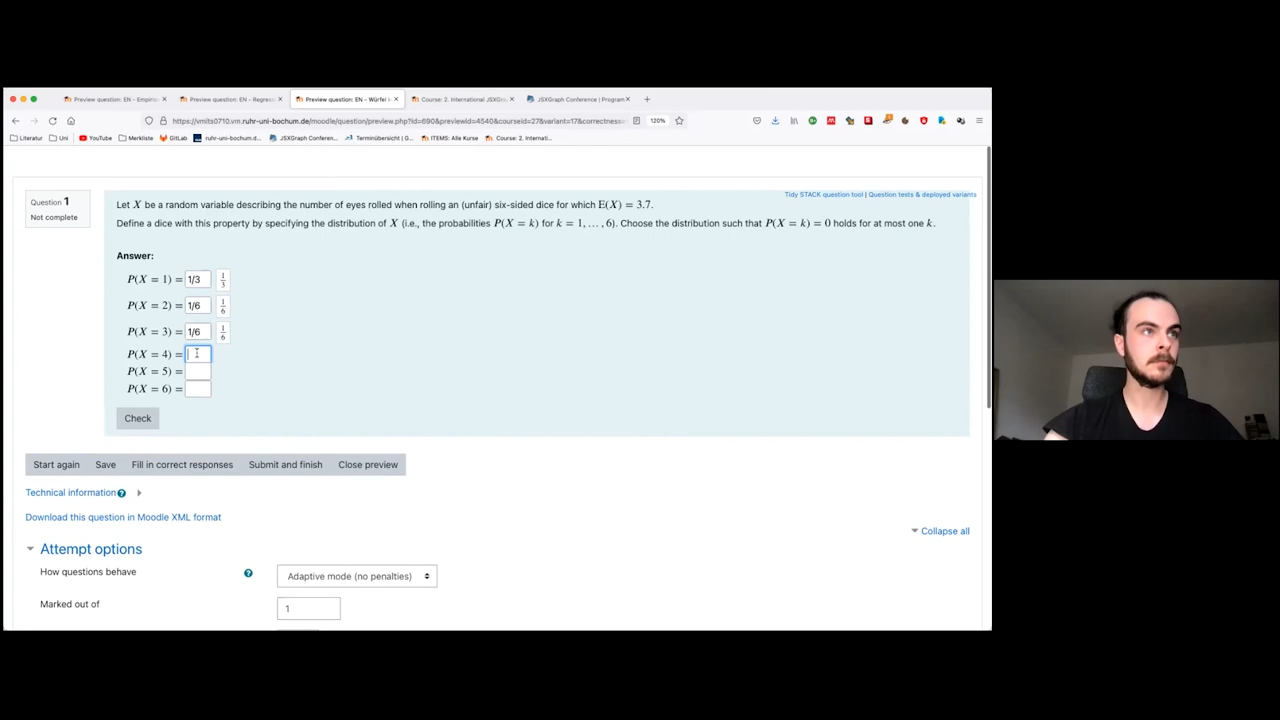 Preview question: EN - Empiris
Preview question: EN - Regress
Preview question: EN - Würfel k
Course: 2. International JSXGra
JSXGraph Conference | Program
https://vmits0710.vm.ruhr-uni-bochum.de/moodle/question/preview.php?id=690&previewid=4540&courseid=27&variant=17&correctness=
120%
Literatur
Uni
YouTube
Merkliste
GitLab
ruhr-uni-bochum.d...
JSXGraph Conferen...
Terminübersicht | G...
ITEMS: Alle Kurse
Course: 2. Internati...
Question 1
Not complete
Tidy STACK question tool | Question tests & deployed variants
Let X be a random variable describing the number of eyes rolled when rolling an (unfair) six-sided dice for which E(X) = 3.7.
Define a dice with this property by specifying the distribution of X (i.e., the probabilities P(X = k) for k = 1, … , 6). Choose the distribution such that P(X = k) = 0 holds for at most one k.
Answer:
P(X = 1) = 1/3 1/3
P(X = 2) = 1/6 1/6
P(X = 3) = 1/6 1/6
P(X = 4) =
P(X = 5) =
P(X = 6) =
Check
Start again
Save
Fill in correct responses
Submit and finish
Close preview
Technical information
Download this question in Moodle XML format
Collapse all
Attempt options
How questions behave
Adaptive mode (no penalties)
Marked out of
1